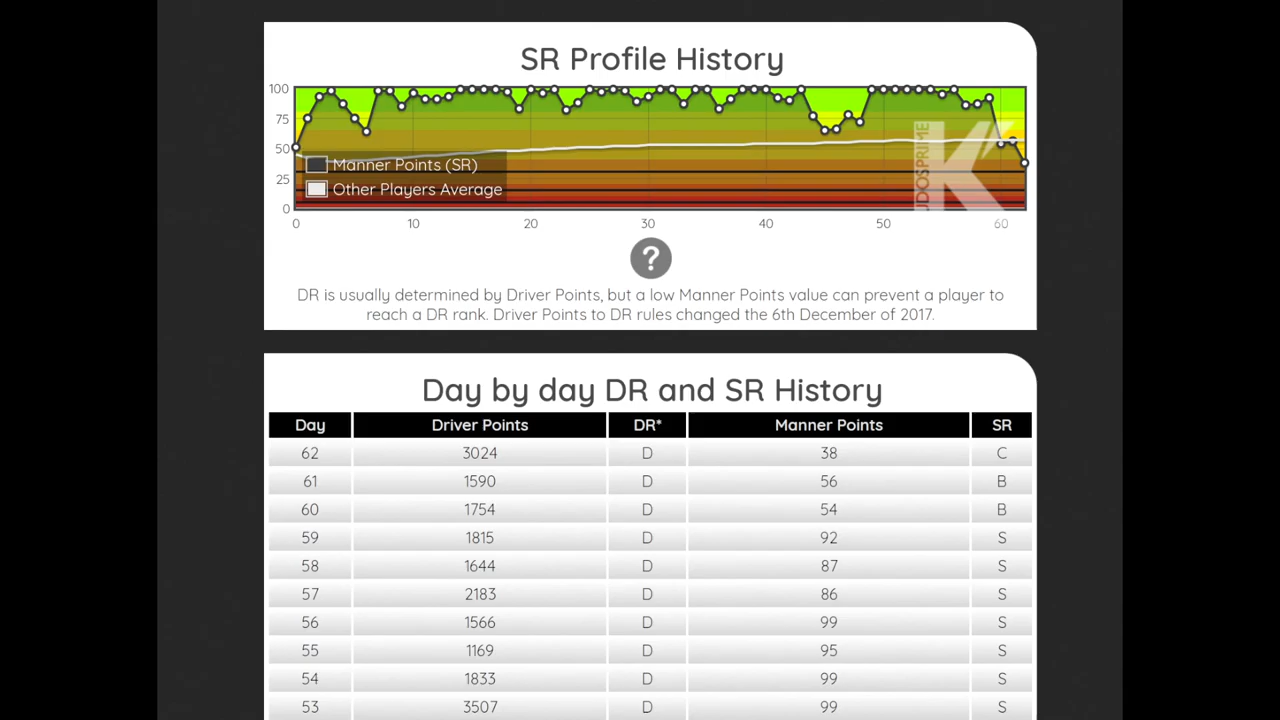 SR Profile History
100
75
50
25
0
Manner Points (SR)
Other Players Average
UDOSPRIME
K
0 10 20 30 40 50 60
?
DR is usually determined by Driver Points, but a low Manner Points value can prevent a player to
reach a DR rank. Driver Points to DR rules changed the 6th December of 2017.
Day by day DR and SR History
Day Driver Points DR* Manner Points SR
62 3024 D 38 C
61 1590 D 56 B
60 1754 D 54 B
59 1815 D 92 S
58 1644 D 87 S
57 2183 D 86 S
56 1566 D 99 S
55 1169 D 95 S
54 1833 D 99 S
53 3507 D 99 S